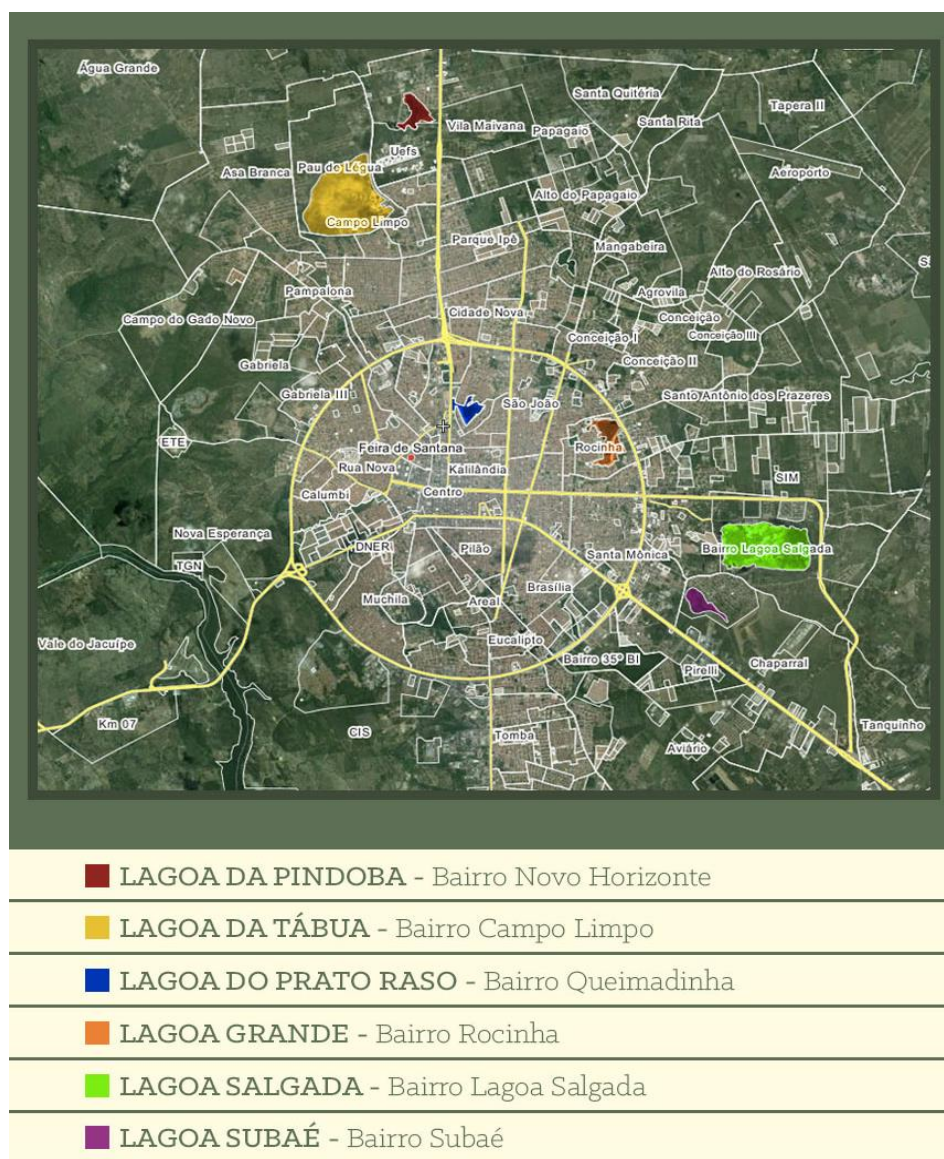 Água Grande
Santa Quitéria
Tapera II
Vila Maivana
Papagaio
Santa Rita
Uefs
Asa Branca
Pau de Légua
Aeroporto
Alto do Papagaio
Campo Limpo
Parque Ipê
Mangabeira
Alto do Rosário
Pampalona
Agrovila
Campo do Gado Novo
Cidade Nova
Conceição
Conceição I
Conceição III
Gabriela
Conceição II
Gabriela III
São João
Santo Antônio dos Prazeres
ETE
Feira de Santana
Rocinha
Rua Nova
Kalilândia
SIM
Calumbi
Centro
Nova Esperança
DNER
Pilão
Santa Mônica
Bairro Lagoa Salgada
TGN
Brasília
Muchila
Areal
Vale do Jacuípe
Eucalipto
Bairro 35º BI
Pirelli
Chaparral
Km 07
CIS
Tomba
Aviário
Tanquinho
LAGOA DA PINDOBA - Bairro Novo Horizonte
LAGOA DA TÁBUA - Bairro Campo Limpo
LAGOA DO PRATO RASO - Bairro Queimadinha
LAGOA GRANDE - Bairro Rocinha
LAGOA SALGADA - Bairro Lagoa Salgada
LAGOA SUBAÉ - Bairro Subaé